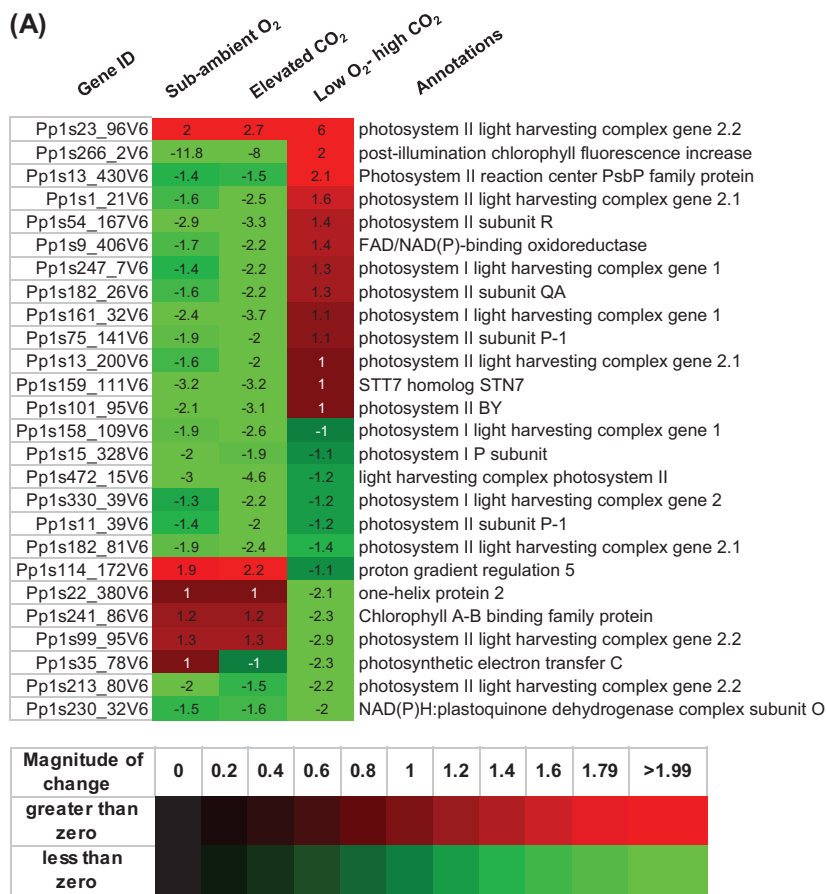 (A)
Gene ID Sub-ambient O2 Elevated CO2 Low O2- high CO2 Annotations
Pp1s23_96V6 2 2.7 6 photosystem II light harvesting complex gene 2.2
Pp1s266_2V6 -11.8 -8 2 post-illumination chlorophyll fluorescence increase
Pp1s13_430V6 -1.4 -1.5 2.1 Photosystem II reaction center PsbP family protein
Pp1s1_21V6 -1.6 -2.5 1.6 photosystem II light harvesting complex gene 2.1
Pp1s54_167V6 -2.9 -3.3 1.4 photosystem II subunit R
Pp1s9_406V6 -1.7 -2.2 1.4 FAD/NAD(P)-binding oxidoreductase
Pp1s247_7V6 -1.4 -2.2 1.3 photosystem I light harvesting complex gene 1
Pp1s182_26V6 -1.6 -2.2 1.3 photosystem II subunit QA
Pp1s161_32V6 -2.4 -3.7 1.1 photosystem I light harvesting complex gene 1
Pp1s75_141V6 -1.9 -2 1.1 photosystem II subunit P-1
Pp1s13_200V6 -1.6 -2 1 photosystem II light harvesting complex gene 2.1
Pp1s159_111V6 -3.2 -3.2 1 STT7 homolog STN7
Pp1s101_95V6 -2.1 -3.1 1 photosystem II BY
Pp1s158_109V6 -1.9 -2.6 -1 photosystem I light harvesting complex gene 1
Pp1s15_328V6 -2 -1.9 -1.1 photosystem I P subunit
Pp1s472_15V6 -3 -4.6 -1.2 light harvesting complex photosystem II
Pp1s330_39V6 -1.3 -2.2 -1.2 photosystem I light harvesting complex gene 2
Pp1s11_39V6 -1.4 -2 -1.2 photosystem II subunit P-1
Pp1s182_81V6 -1.9 -2.4 -1.4 photosystem II light harvesting complex gene 2.1
Pp1s114_172V6 1.9 2.2 -1.1 proton gradient regulation 5
Pp1s22_380V6 1 1 -2.1 one-helix protein 2
Pp1s241_86V6 1.2 1.2 -2.3 Chlorophyll A-B binding family protein
Pp1s99_95V6 1.3 1.3 -2.9 photosystem II light harvesting complex gene 2.2
Pp1s35_78V6 1 -1 -2.3 photosynthetic electron transfer C
Pp1s213_80V6 -2 -1.5 -2.2 photosystem II light harvesting complex gene 2.2
Pp1s230_32V6 -1.5 -1.6 -2 NAD(P)H:plastoquinone dehydrogenase complex subunit O
Magnitude of
change 0 0.2 0.4 0.6 0.8 1 1.2 1.4 1.6 1.79 >1.99
greater than
zero
less than
zero